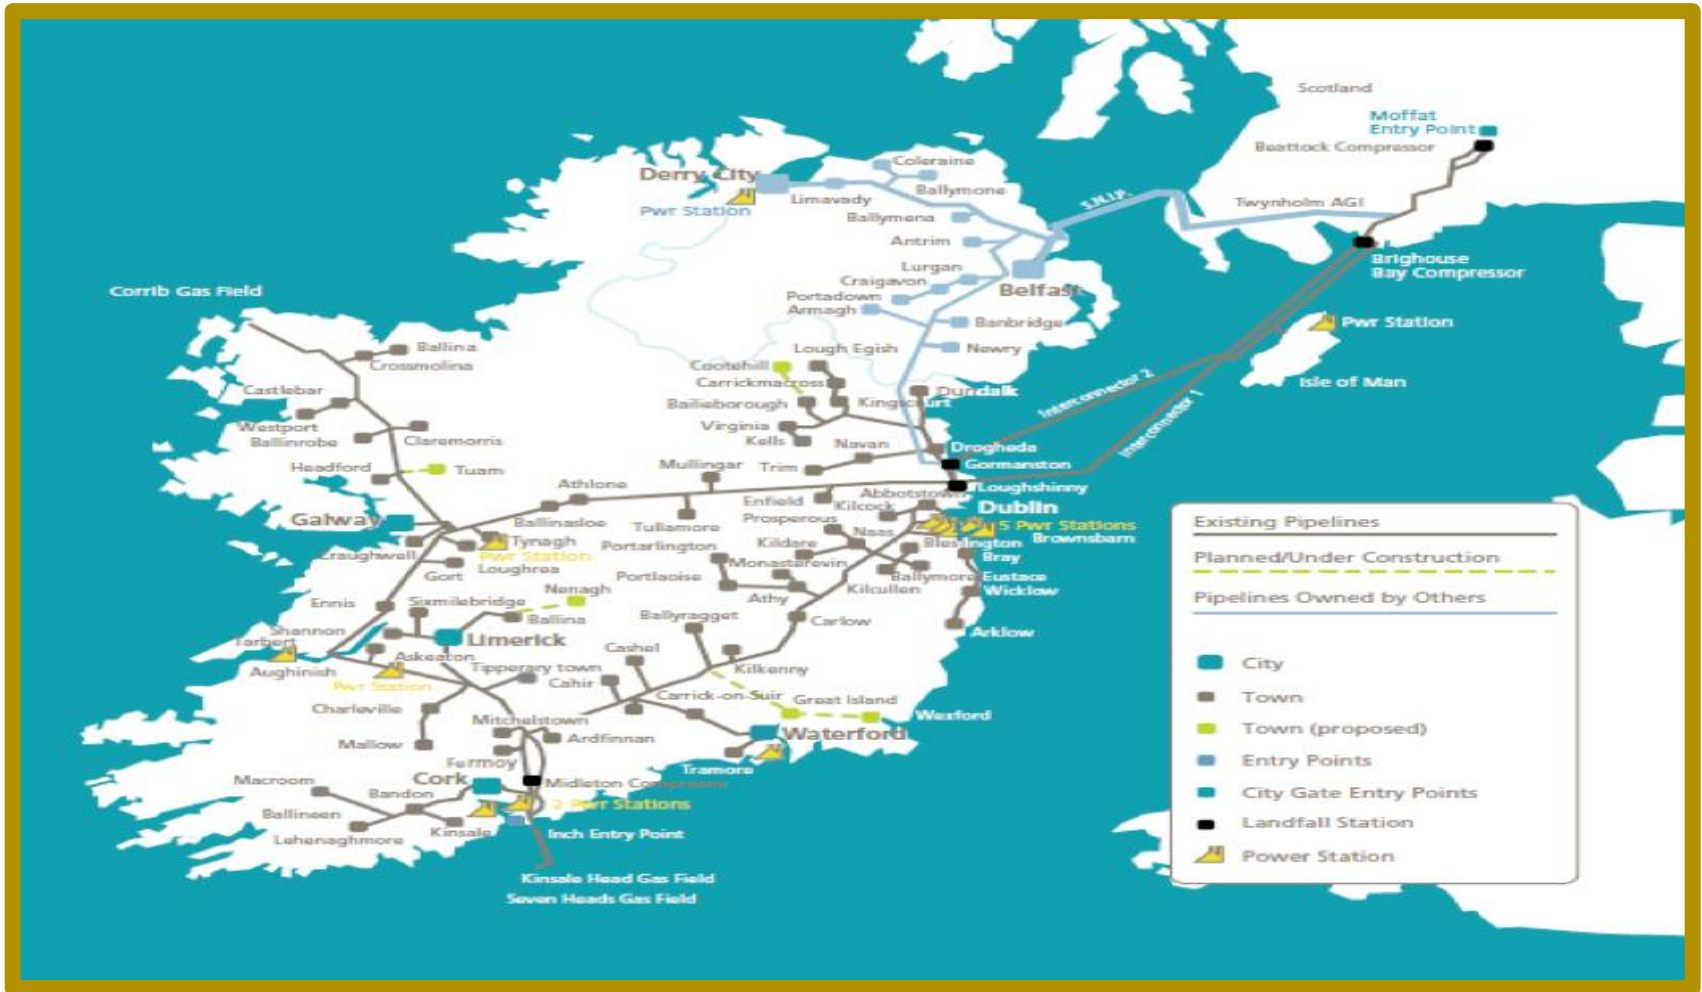 Scotland
Moffat
Entry Point
Beattock Compressor
Coleraine
Derry City
Ballymone
Limavady
Pwr Station
S.N.I.P.
Twynholm AGI
Ballymena
Antrim
Brighouse
Bay Compressor
Lurgan
Craigavon
Belfast
Corrib Gas Field
Portadown
Armagh
Banbridge
Pwr Station
Ballina
Crossmolina
Lough Egish
Newry
Cootehill
Carrickmacross
Isle of Man
Castlebar
Dundalk
Interconnector 2
Bailieborough
Kingscourt
Interconnector 1
Westport
Ballinrobe
Claremorris
Virginia
Kells
Navan
Drogheda
Headford
Tuam
Mullingar
Trim
Gormanston
Athlone
Loughshinny
Enfield
Abbotstown
Kilcock
Dublin
Galway
Ballinasloe
Tullamore
Prosperous
5 Pwr Stations
Naas
Brownsbarn
Craughwell
Tynagh
Pwr Station
Portarlington
Kildare
Blessington
Bray
Loughrea
Gort
Portlaoise
Monasterevin
Ballymore Eustace
Nenagh
Kilcullen
Wicklow
Ennis
Sixmilebridge
Athy
Ballina
Ballyragget
Carlow
Arklow
Shannon
Tarbert
Limerick
Cashel
Askeaton
Aughinish
Tipperary town
Kilkenny
Pwr Station
Cahir
Carrick-on-Suir
Great Island
Charleville
Wexford
Mitchelstown
Ardfinnan
Waterford
Mallow
Fermoy
Tramore
Macroom
Cork
Midleton Compressor
Bandon
2 Pwr Stations
Ballineen
Kinsale
Inch Entry Point
Lehenaghmore
Kinsale Head Gas Field
Seven Heads Gas Field
Existing Pipelines
Planned/Under Construction
Pipelines Owned by Others
City
Town
Town (proposed)
Entry Points
City Gate Entry Points
Landfall Station
Power Station